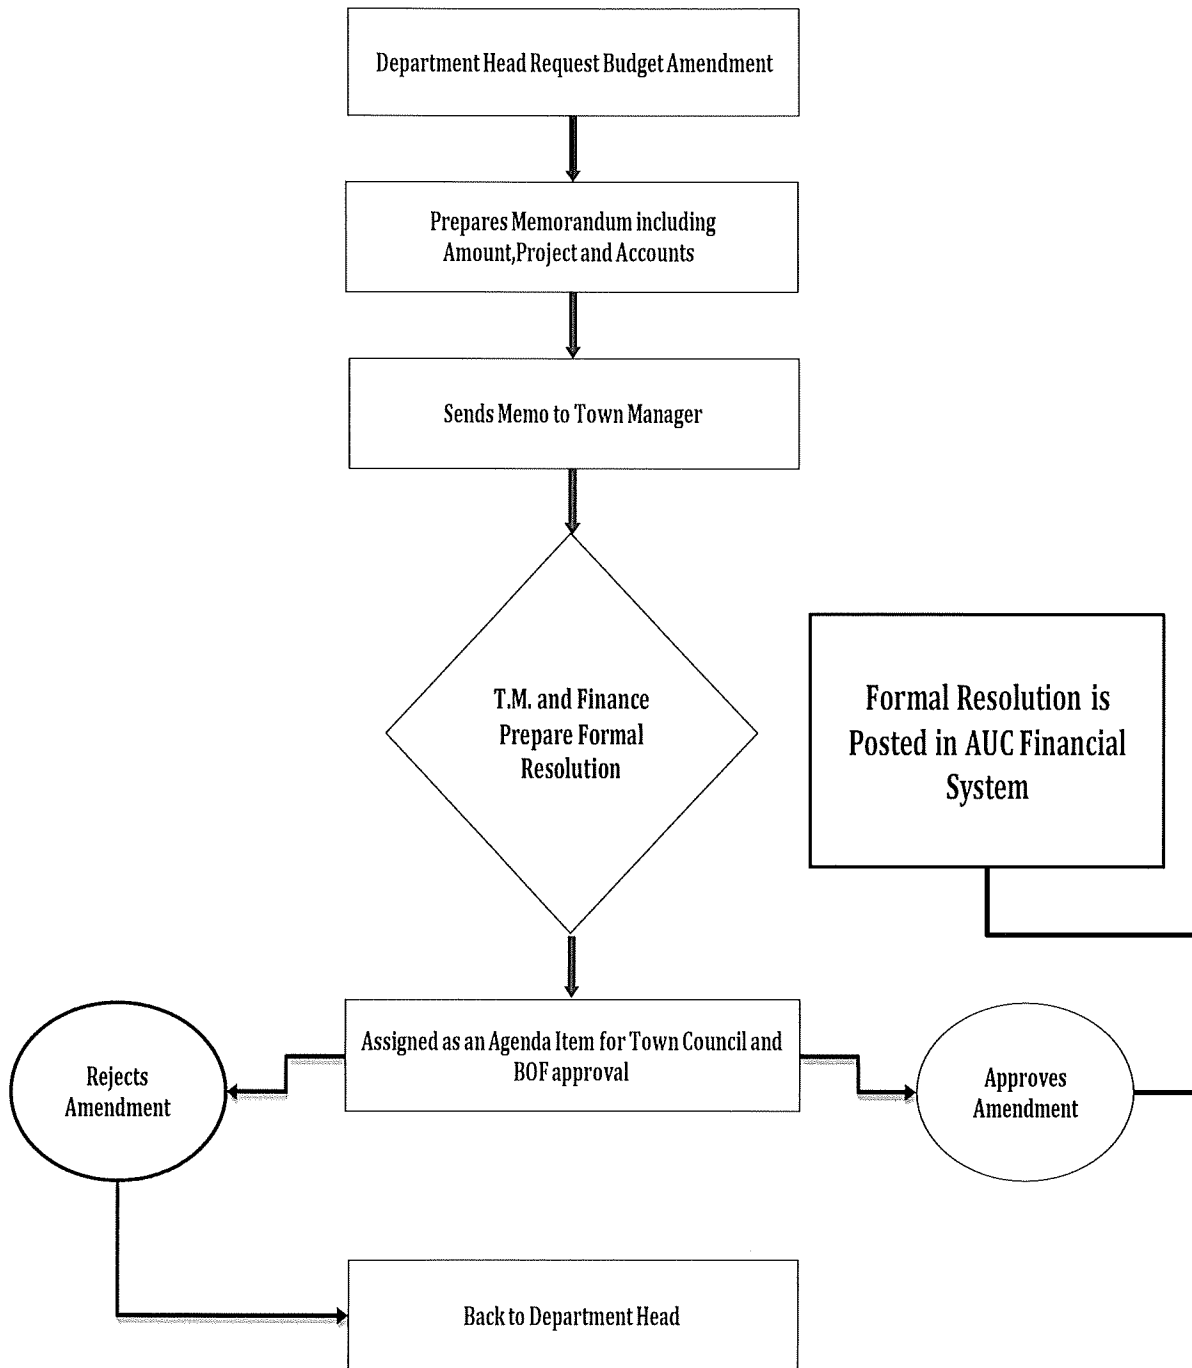 Department Head Request Budget Amendment
Prepares Memorandum including
Amount,Project and Accounts
Sends Memo to Town Manager
T.M. and Finance
Prepare Formal
Resolution
Formal Resolution is
Posted in AUC Financial
System
Assigned as an Agenda Item for Town Council and
BOF approval
Rejects
Amendment
Approves
Amendment
Back to Department Head